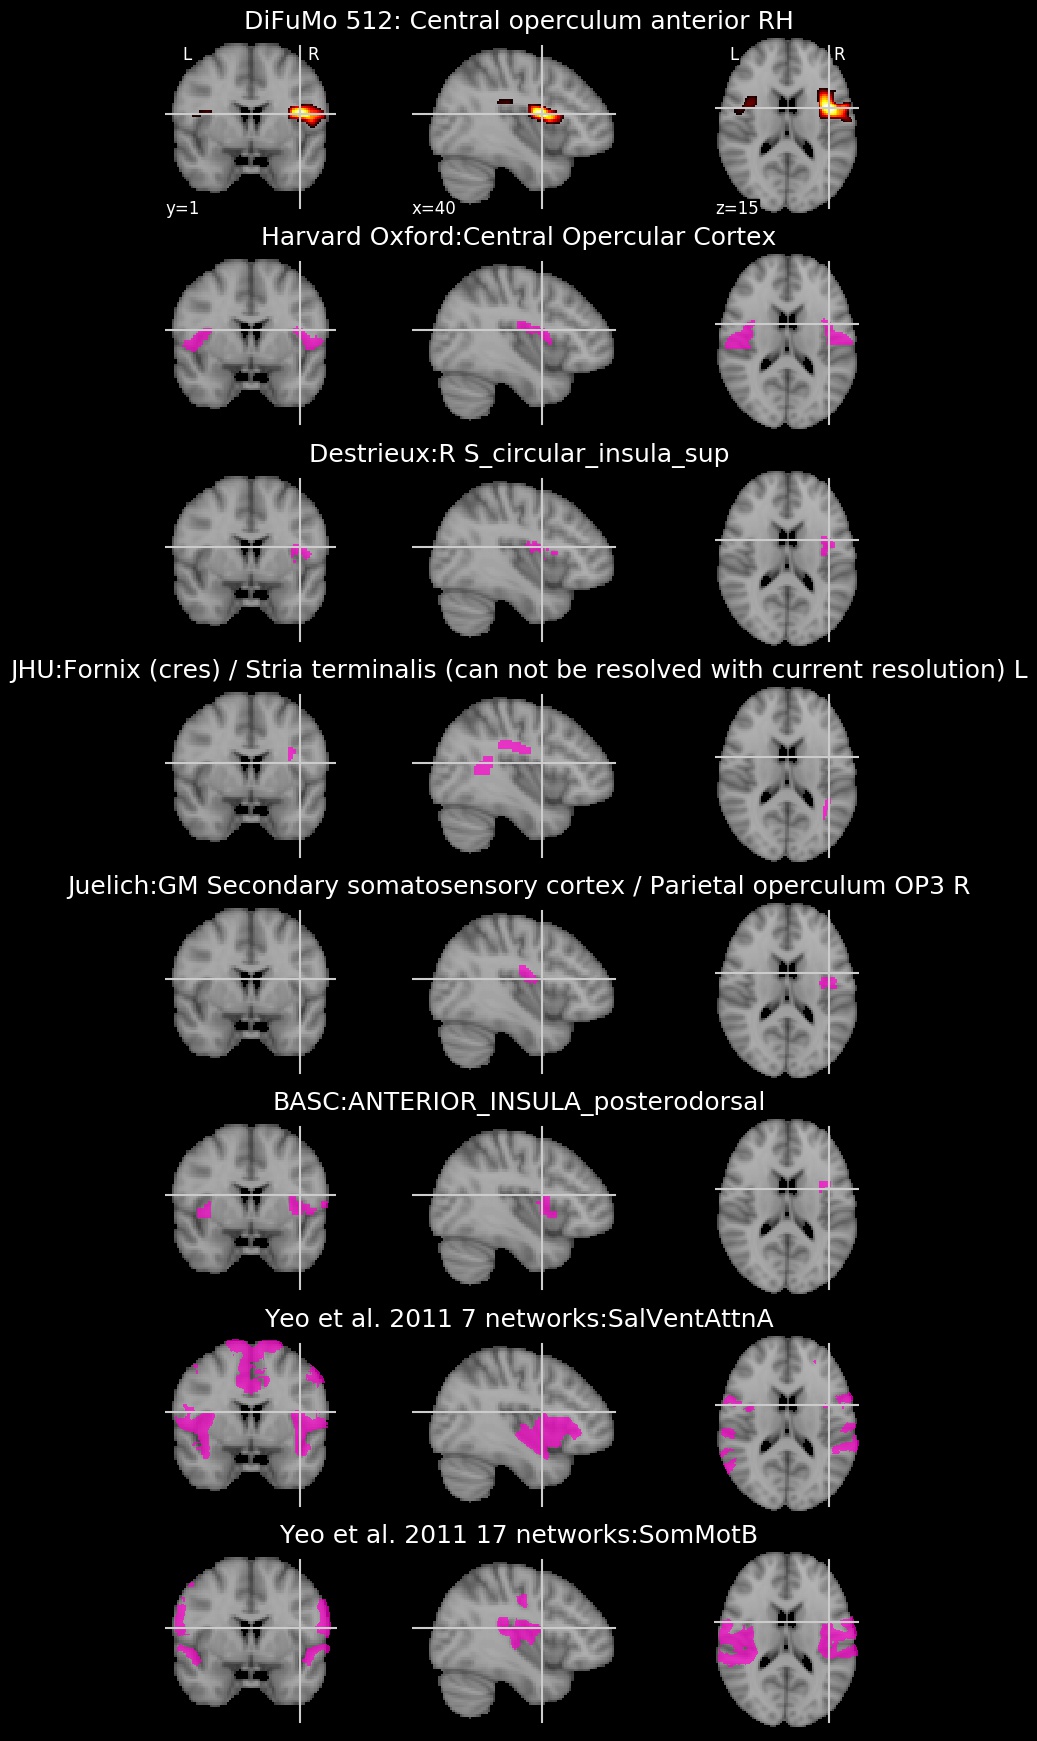 DiFuMo 512: Central operculum anterior RH
L R L R
y=1 x=40 z=15
Harvard Oxford:Central Opercular Cortex
Destrieux:R S_circular_insula_sup
JHU:Fornix (cres) / Stria terminalis (can not be resolved with current resolution) L
Juelich:GM Secondary somatosensory cortex / Parietal operculum OP3 R
BASC:ANTERIOR_INSULA_posterodorsal
Yeo et al. 2011 7 networks:SalVentAttnA
Yeo et al. 2011 17 networks:SomMotB